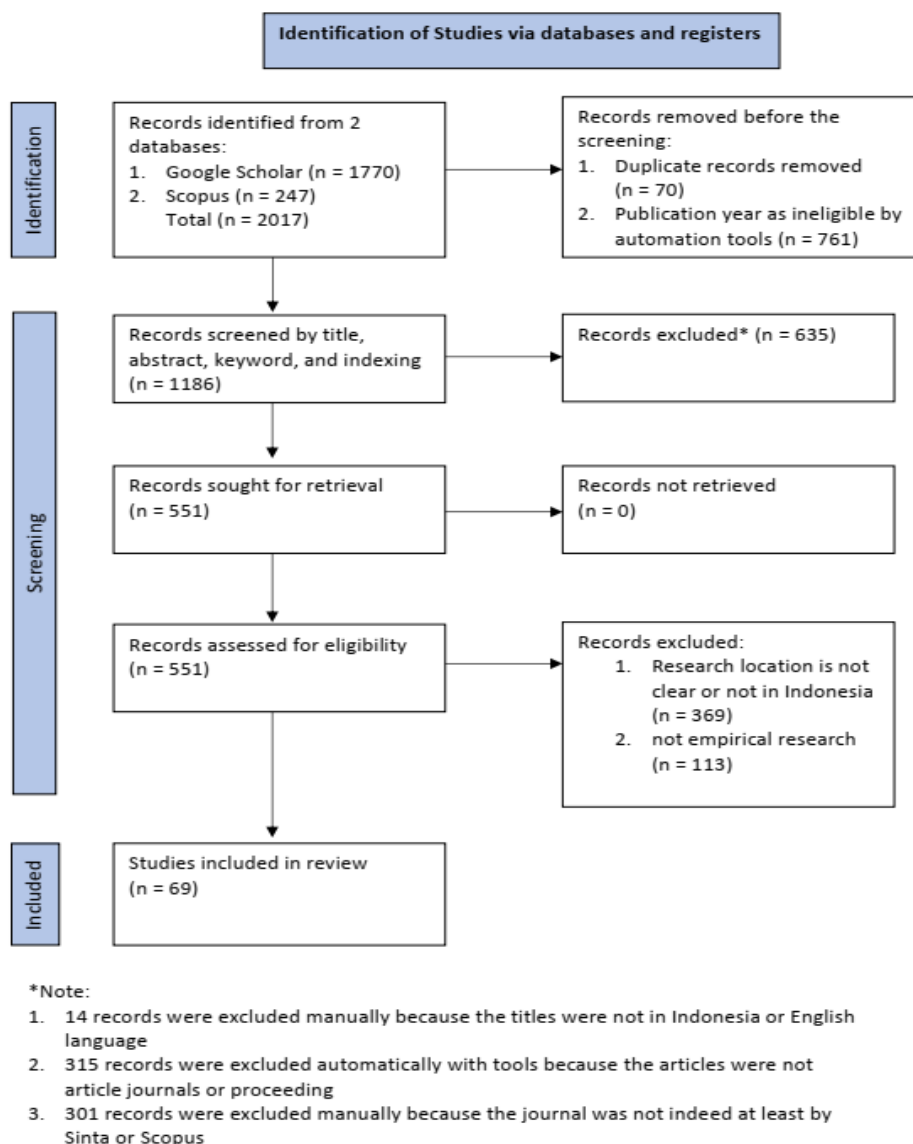 Identification of Studies via databases and registers
Identification
Records identified from 2
databases:
1. Google Scholar (n = 1770)
2. Scopus (n = 247)
Total (n = 2017)
Records removed before the
screening:
1. Duplicate records removed
(n = 70)
2. Publication year as ineligible by
automation tools (n = 761)
Screening
Records screened by title,
abstract, keyword, and indexing
(n = 1186)
Records excluded* (n = 635)
Records sought for retrieval
(n = 551)
Records not retrieved
(n = 0)
Records assessed for eligibility
(n = 551)
Records excluded:
1. Research location is not
clear or not in Indonesia
(n = 369)
2. not empirical research
(n = 113)
Included
Studies included in review
(n = 69)
*Note:
1. 14 records were excluded manually because the titles were not in Indonesia or English
language
2. 315 records were excluded automatically with tools because the articles were not
article journals or proceeding
3. 301 records were excluded manually because the journal was not indeed at least by
Sinta or Scopus